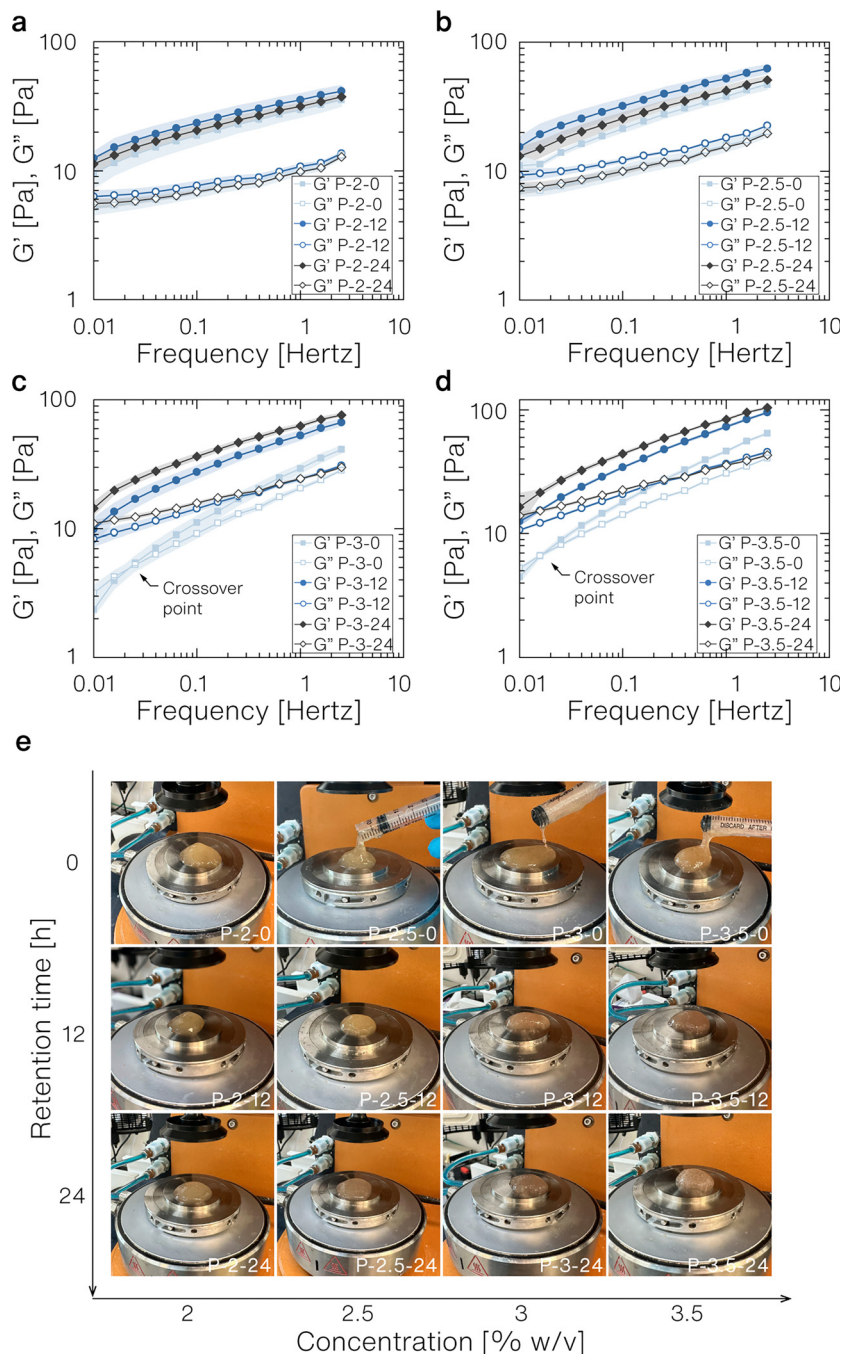 a
b
100
10
1
G' [Pa], G" [Pa]
G' P-2-0
G" P-2-0
G' P-2-12
G" P-2-12
G' P-2-24
G" P-2-24
0.01
0.1
1
10
Frequency [Hertz]
100
10
1
G' [Pa], G" [Pa]
G' P-2.5-0
G" P-2.5-0
G' P-2.5-12
G" P-2.5-12
G' P-2.5-24
G" P-2.5-24
0.01
0.1
1
10
Frequency [Hertz]
c
d
100
10
1
G' [Pa], G" [Pa]
Crossover
point
G' P-3-0
G" P-3-0
G' P-3-12
G" P-3-12
G' P-3-24
G" P-3-24
0.01
0.1
1
10
Frequency [Hertz]
100
10
1
G' [Pa], G" [Pa]
Crossover
point
G' P-3.5-0
G" P-3.5-0
G' P-3.5-12
G" P-3.5-12
G' P-3.5-24
G" P-3.5-24
0.01
0.1
1
10
Frequency [Hertz]
e
Retention time [h]
0
P-2-0
P-2.5-0
P-3-0
DISCARD AFTER
P-3.5-0
12
P-2-12
P-2.5-12
P-3-12
P-3.5-12
24
P-2-24
P-2.5-24
P-3-24
P-3.5-24
2
2.5
3
3.5
Concentration [% w/v]